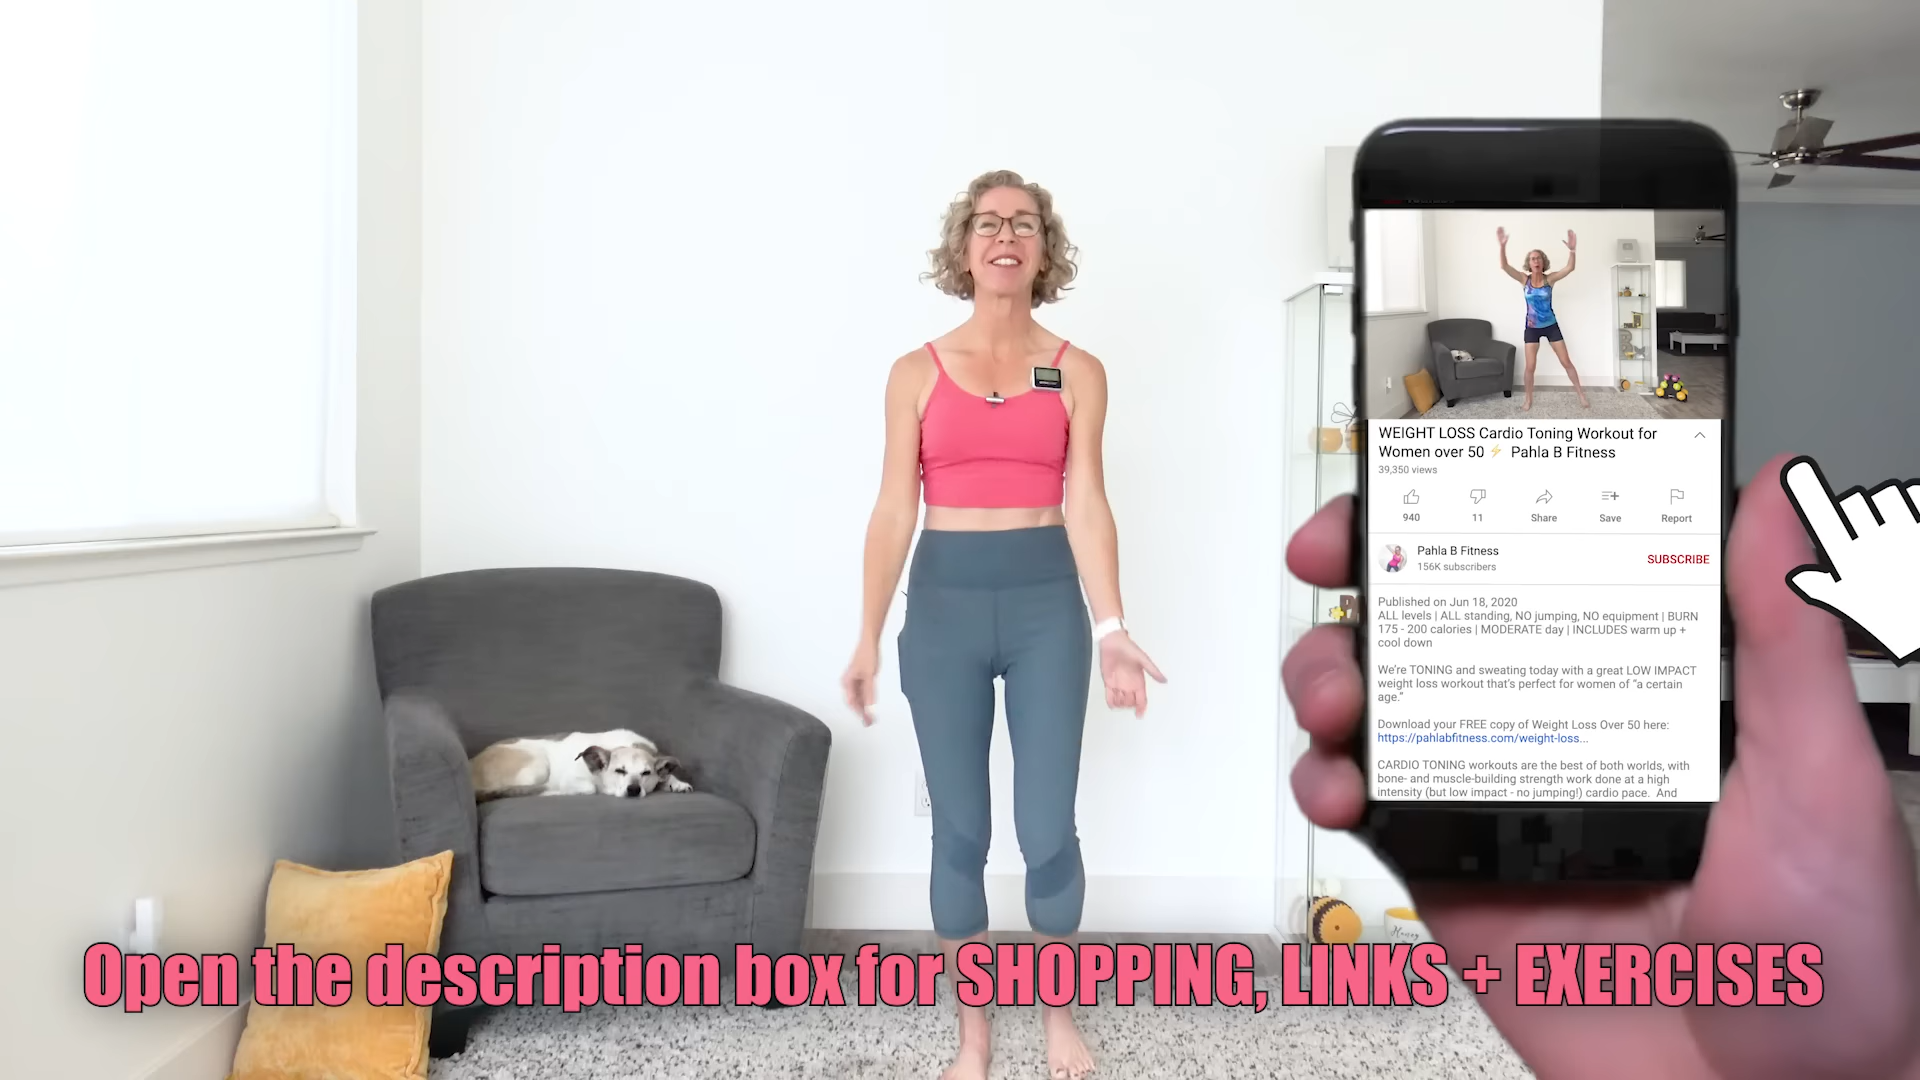 WEIGHT LOSS Cardio Toning Workout for
Women over 50 ⚡ Pahla B Fitness
39,350 views
940
11
Share
Save
Report
Pahla B Fitness
156K subscribers
SUBSCRIBE
Published on Jun 18, 2020
ALL levels | ALL standing, NO jumping, NO equipment | BURN
175 - 200 calories | MODERATE day | INCLUDES warm up +
cool down
We're TONING and sweating today with a great LOW IMPACT
weight loss workout that's perfect for women of "a certain
age."
Download your FREE copy of Weight Loss Over 50 here:
https://pahlabfitness.com/weight-loss...
CARDIO TONING workouts are the best of both worlds, with
bone- and muscle-building strength work done at a high
intensity (but low impact - no jumping!) cardio pace. And
Honey
Open the description box for SHOPPING, LINKS + EXERCISES